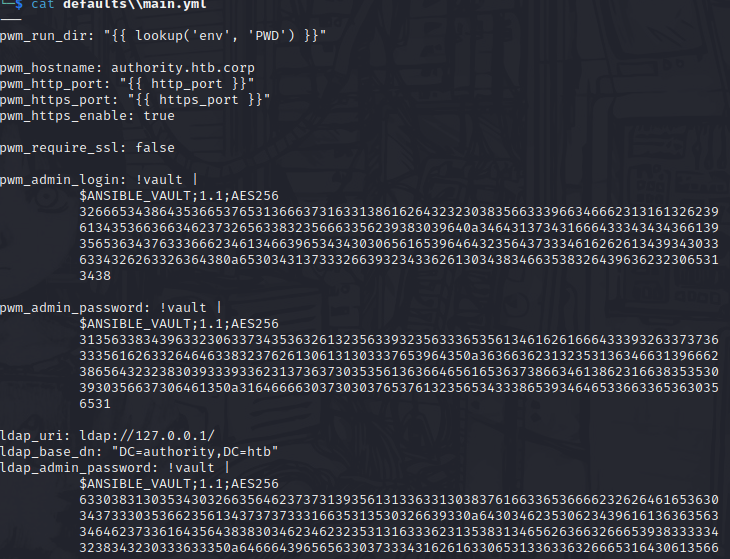 $ cat defaults\\main.yml
---
pwm_run_dir: "{{ lookup('env', 'PWD') }}"
pwm_hostname: authority.htb.corp
pwm_http_port: "{{ http_port }}"
pwm_https_port: "{{ https_port }}"
pwm_https_enable: true
pwm_require_ssl: false
pwm_admin_login: !vault |
$ANSIBLE_VAULT;1.1;AES256
32666534386435366537653136663731633138616264323230383566333966346662313161326239
6134353663663462373265633832356663356239383039640a346431373431666433343434366139
35653634376333666234613466396534343030656165396464323564373334616262613439343033
6334326263326364380a653034313733326639323433626130343834663538326439636232306531
3438
pwm_admin_password: !vault |
$ANSIBLE_VAULT;1.1;AES256
31356338343963323063373435363261323563393235633365356134616261666433393263373736
3335616263326464633832376261306131303337653964350a363663623132353136346631396662
38656432323830393339336231373637303535613636646561653637386634613862316638353530
3930356637306461350a316466663037303037653761323565343338653934646533663365363035
6531
ldap_uri: ldap://127.0.0.1/
ldap_base_dn: "DC=authority,DC=htb"
ldap_admin_password: !vault |
$ANSIBLE_VAULT;1.1;AES256
63303831303534303266356462373731393561313363313038376166336536666232626461653630
3437333035366235613437373733316635313530326639330a643034623530623439616136363563
34646237336164356438383034623462323531316333623135383134656263663266653938333334
3238343230333633350a646664396565633037333431626163306531336633326665316430613566